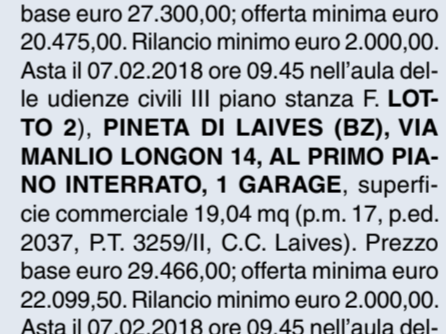 base euro 27.300,00; offerta minima euro
20.475,00. Rilancio minimo euro 2.000,00.
Asta il 07.02.2018 ore 09.45 nell'aula del-
le udienze civili III piano stanza F. LOT-
TO 2), PINETA DI LAIVES (BZ), VIA
MANLIO LONGON 14, AL PRIMO PIA-
NO INTERRATO, 1 GARAGE, superfi-
cie commerciale 19,04 mq (p.m. 17, p.ed.
2037, P.T. 3259/II, C.C. Laives). Prezzo
base euro 29.466,00; offerta minima euro
22.099,50. Rilancio minimo euro 2.000,00.
Asta il 07.02.2018 ore 09.45 nell'aula del-